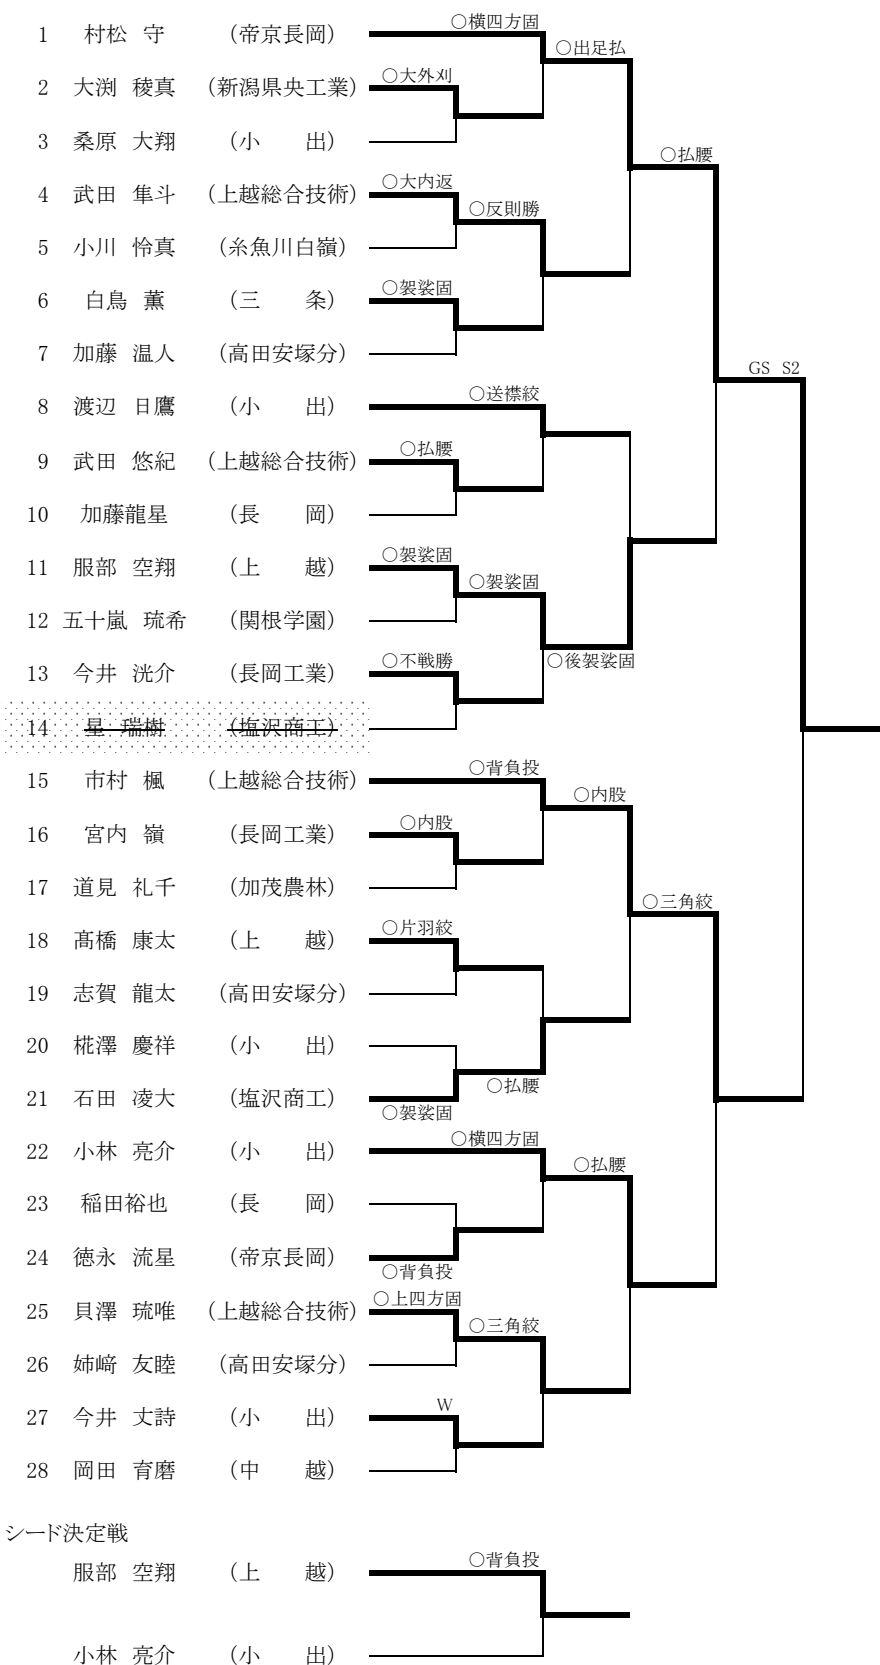 ○横四方固
1 村松 守 （帝京長岡）
○出足払
○大外刈
2 大渕 稜真 （新潟県央工業）
3 桑原 大翔 （小 出）
○払腰
○大内返
4 武田 隼斗 （上越総合技術）
○反則勝
5 小川 怜真 （糸魚川白嶺）
○袈裟固
6 白鳥 薫 （三 条）
7 加藤 温人 （高田安塚分）
GS S2
○送襟絞
8 渡辺 日鷹 （小 出）
○払腰
9 武田 悠紀 （上越総合技術）
10 加藤龍星 （長 岡）
○袈裟固
11 服部 空翔 （上 越）
○袈裟固
12 五十嵐 琉希 （関根学園）
○不戦勝 ○後袈裟固
13 今井 洸介 （長岡工業）
14 星 瑞樹 （塩沢商工）
○背負投
15 市村 楓 （上越総合技術）
○内股
○内股
16 宮内 嶺 （長岡工業）
17 道見 礼千 （加茂農林）
○三角絞
○片羽絞
18 髙橋 康太 （上 越）
19 志賀 龍太 （高田安塚分）
20 椛澤 慶祥 （小 出）
○払腰
21 石田 凌大 （塩沢商工）
○袈裟固
○横四方固
22 小林 亮介 （小 出）
○払腰
23 稲田裕也 （長 岡）
24 徳永 流星 （帝京長岡）
○背負投
○上四方固
25 貝澤 琉唯 （上越総合技術）
○三角絞
26 姉﨑 友睦 （高田安塚分）
W
27 今井 丈詩 （小 出）
28 岡田 育磨 （中 越）
シード決定戦
○背負投
服部 空翔 （上 越）
小林 亮介 （小 出）